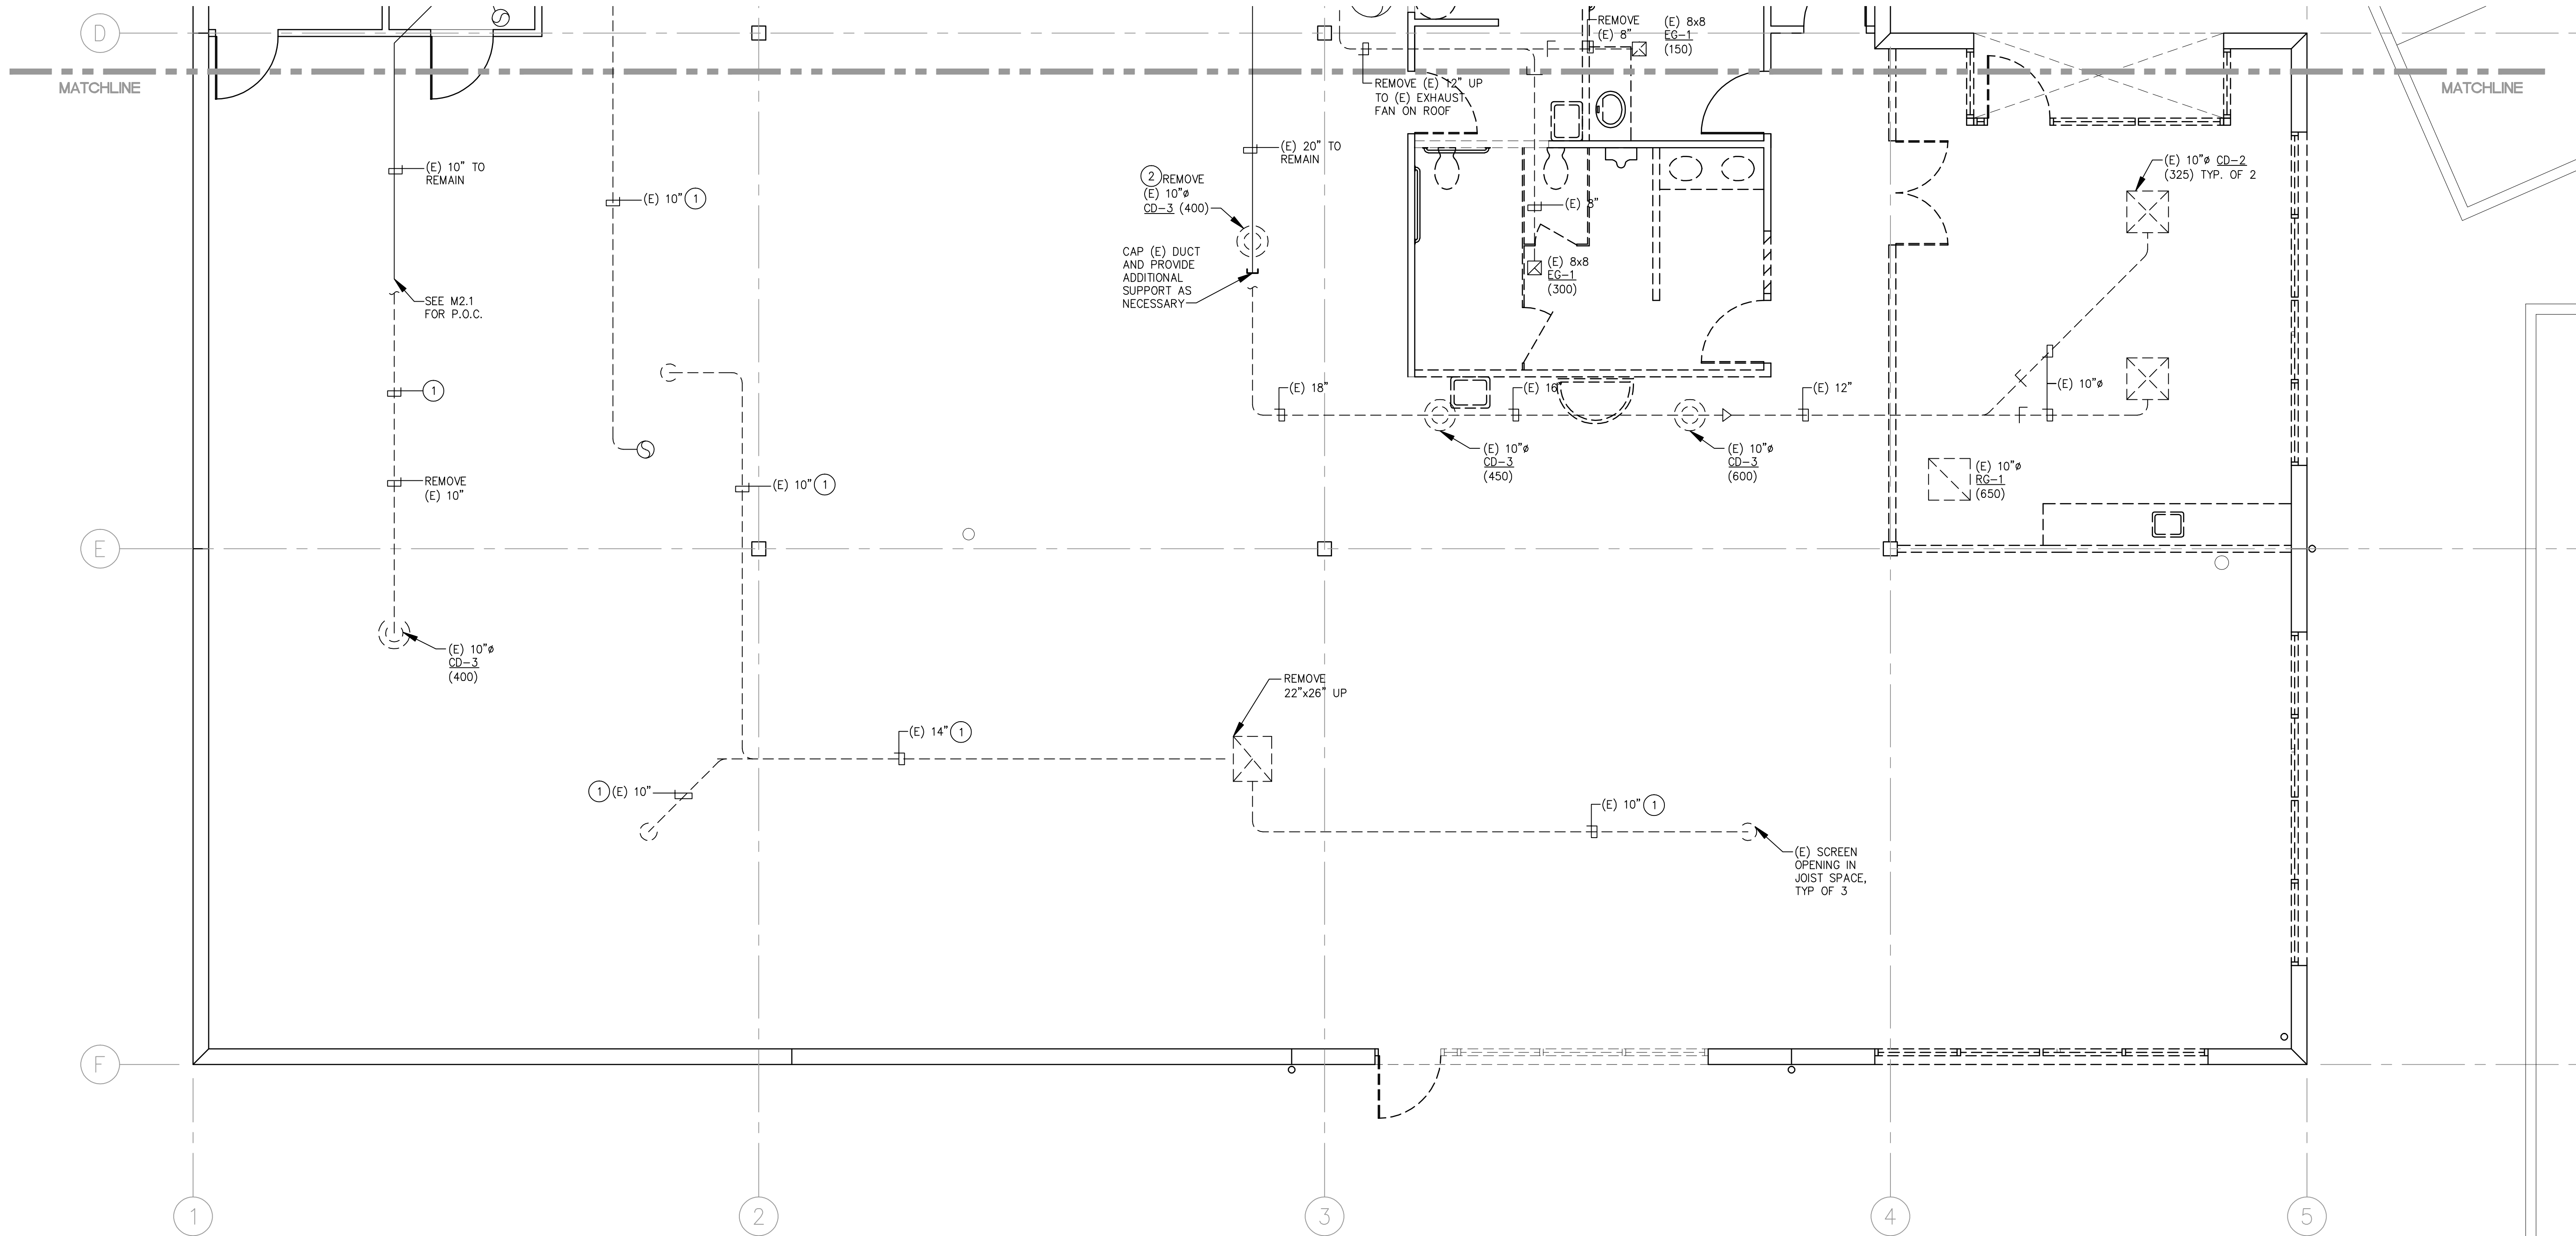 D
REMOVE
(E) 8"
(E) 8x8
EG-1
(150)
MATCHLINE
MATCHLINE
REMOVE (E) 12" UP
TO (E) EXHAUST
FAN ON ROOF
(E) 10" TO
REMAIN
(E) 10" 1
(E) 20" TO
REMAIN
2 REMOVE
(E) 10"ø
CD-3 (400)
(E) 8"
(E) 10"ø CD-2
(325) TYP. OF 2
CAP (E) DUCT
AND PROVIDE
ADDITIONAL
SUPPORT AS
NECESSARY
(E) 8x8
EG-1
(300)
SEE M2.1
FOR P.O.C.
1
(E) 18"
(E) 16"
(E) 12"
(E) 10"ø
(E) 10"ø
CD-3
(450)
(E) 10"ø
CD-3
(600)
(E) 10"ø
RG-1
(650)
REMOVE
(E) 10"
(E) 10" 1
E
(E) 10"ø
CD-3
(400)
REMOVE
22"x26" UP
(E) 14" 1
1 (E) 10"
(E) 10" 1
(E) SCREEN
OPENING IN
JOIST SPACE,
TYP OF 3
F
1
2
3
4
5